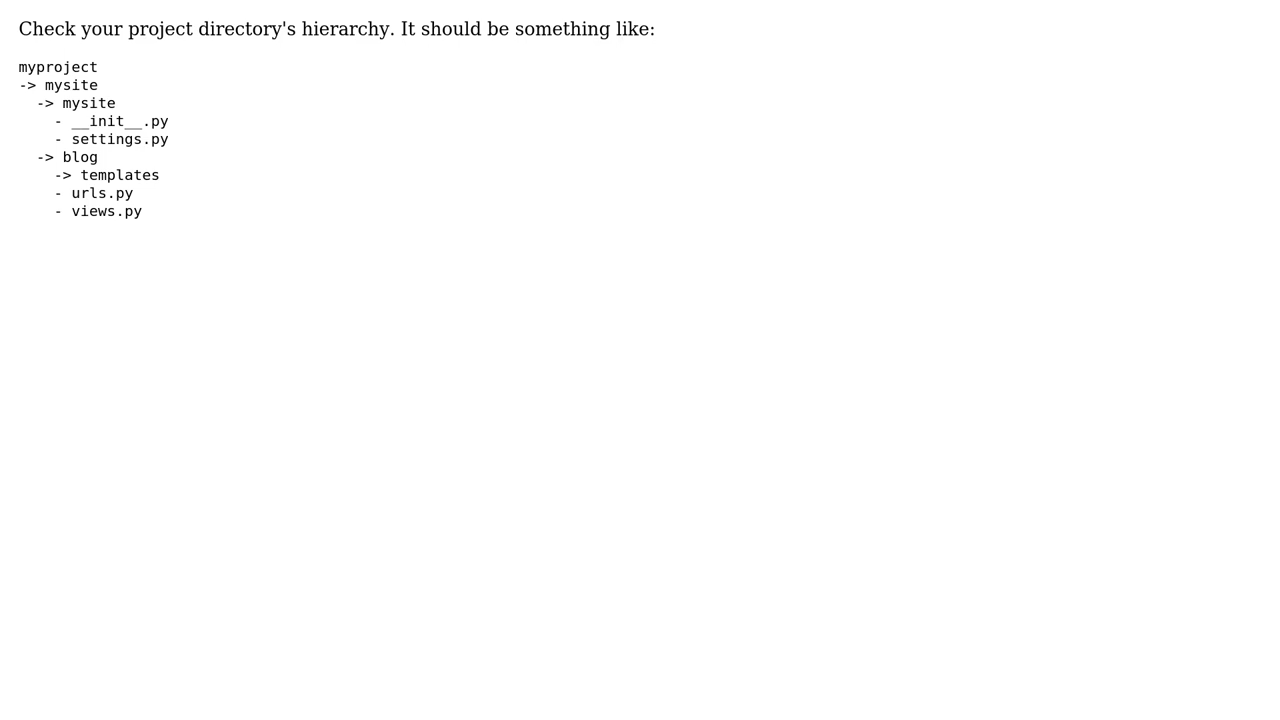 Check your project directory's hierarchy. It should be something like:
myproject
-> mysite
  -> mysite
    - __init__.py
    - settings.py
  -> blog
    -> templates
    - urls.py
    - views.py